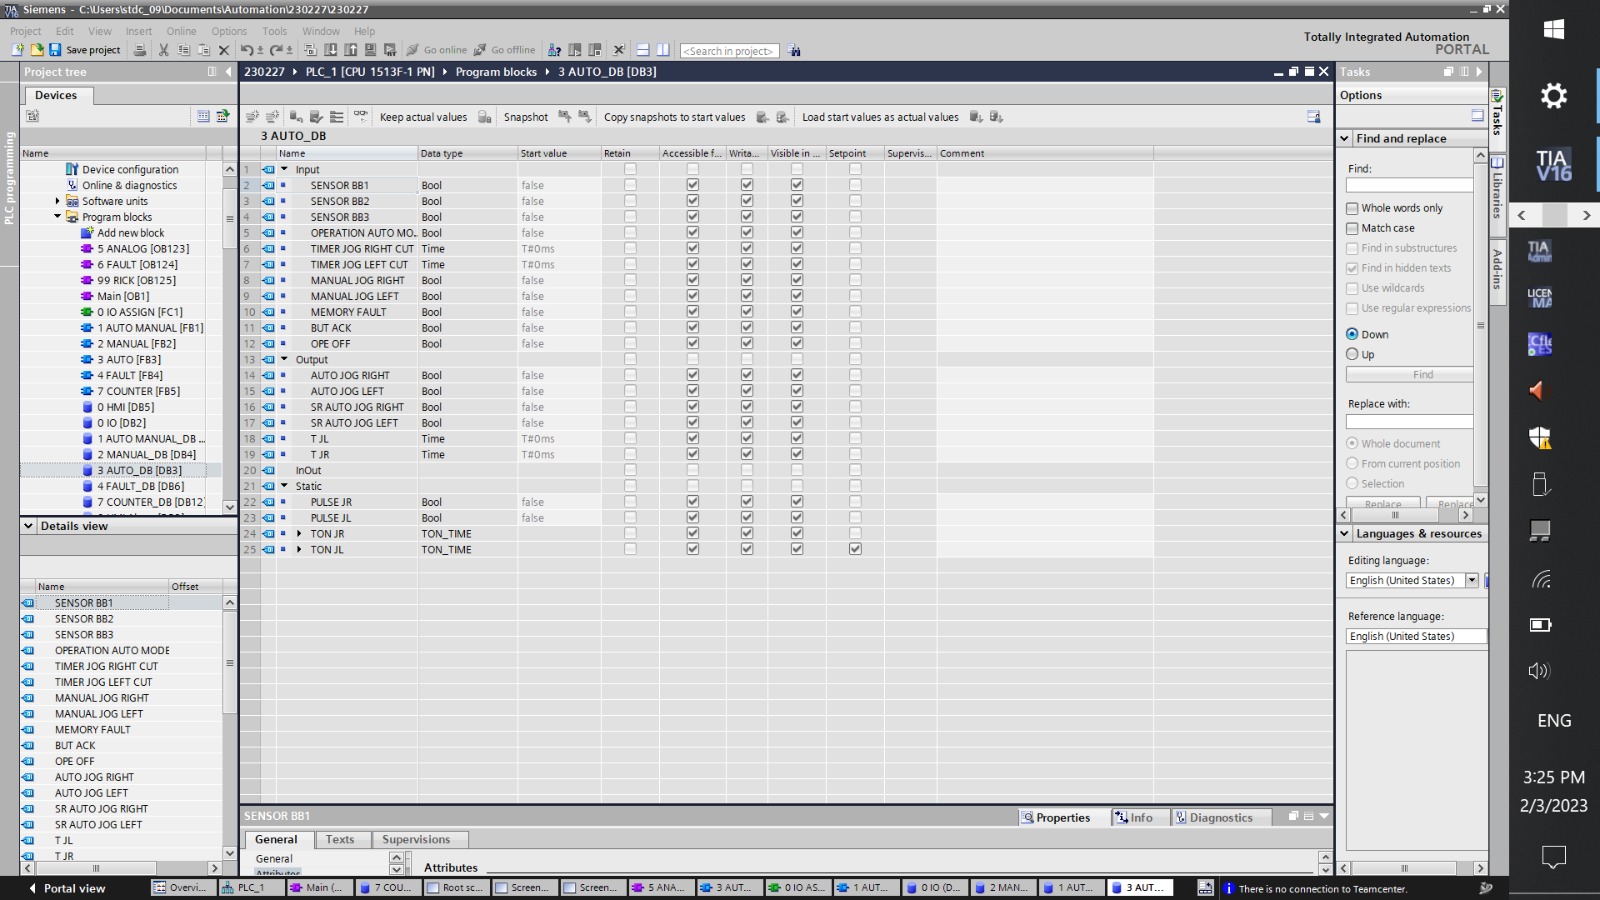 Siemens - C:\Users\stdc_09\Documents\Automation\230227\230227
Project Edit View Insert Online Options Tools Window Help
Save project Go online Go offline <Search in project>
Totally Integrated Automation
PORTAL
PLC programming
Project tree
Devices
Name
Device configuration
Online & diagnostics
Software units
Program blocks
Add new block
5 ANALOG [OB123]
6 FAULT [OB124]
99 RICK [OB125]
Main [OB1]
0 IO ASSIGN [FC1]
1 AUTO MANUAL [FB1]
2 MANUAL [FB2]
3 AUTO [FB3]
4 FAULT [FB4]
7 COUNTER [FB5]
0 HMI [DB5]
0 IO [DB2]
1 AUTO MANUAL_DB ...
2 MANUAL_DB [DB4]
3 AUTO_DB [DB3]
4 FAULT_DB [DB6]
7 COUNTER_DB [DB12]
Details view
Name Offset
SENSOR BB1
SENSOR BB2
SENSOR BB3
OPERATION AUTO MODE
TIMER JOG RIGHT CUT
TIMER JOG LEFT CUT
MANUAL JOG RIGHT
MANUAL JOG LEFT
MEMORY FAULT
BUT ACK
OPE OFF
AUTO JOG RIGHT
AUTO JOG LEFT
SR AUTO JOG RIGHT
SR AUTO JOG LEFT
T JL
T JR
230227 PLC_1 [CPU 1513F-1 PN] Program blocks 3 AUTO_DB [DB3]
Keep actual values Snapshot Copy snapshots to start values Load start values as actual values
3 AUTO_DB
Name Data type Start value Retain Accessible f... Writa... Visible in ... Setpoint Supervis... Comment
1 Input
2 SENSOR BB1 Bool false
3 SENSOR BB2 Bool false
4 SENSOR BB3 Bool false
5 OPERATION AUTO MO... Bool false
6 TIMER JOG RIGHT CUT Time T#0ms
7 TIMER JOG LEFT CUT Time T#0ms
8 MANUAL JOG RIGHT Bool false
9 MANUAL JOG LEFT Bool false
10 MEMORY FAULT Bool false
11 BUT ACK Bool false
12 OPE OFF Bool false
13 Output
14 AUTO JOG RIGHT Bool false
15 AUTO JOG LEFT Bool false
16 SR AUTO JOG RIGHT Bool false
17 SR AUTO JOG LEFT Bool false
18 T JL Time T#0ms
19 T JR Time T#0ms
20 InOut
21 Static
22 PULSE JR Bool false
23 PULSE JL Bool false
24 TON JR TON_TIME
25 TON JL TON_TIME
SENSOR BB1
Properties Info Diagnostics
General Texts Supervisions
General
Attributes
Tasks
Options
Find and replace
Find:
Whole words only
Match case
Find in substructures
Find in hidden texts
Use wildcards
Use regular expressions
Down
Up
Find
Replace with:
Whole document
From current position
Selection
Replace Replace
Languages & resources
Editing language:
English (United States)
Reference language:
English (United States)
Tasks
Libraries
Add-ins
Portal view Overvi... PLC_1 Main (... 7 COU... Root sc... Screen... Screen... 5 ANA... 3 AUT... 0 IO AS... 1 AUT... 0 IO (D... 2 MAN... 1 AUT... 3 AUT... There is no connection to Teamcenter.
TIA
V16
TIA
Admin
LICEN
MA
ENG
3:25 PM
2/3/2023